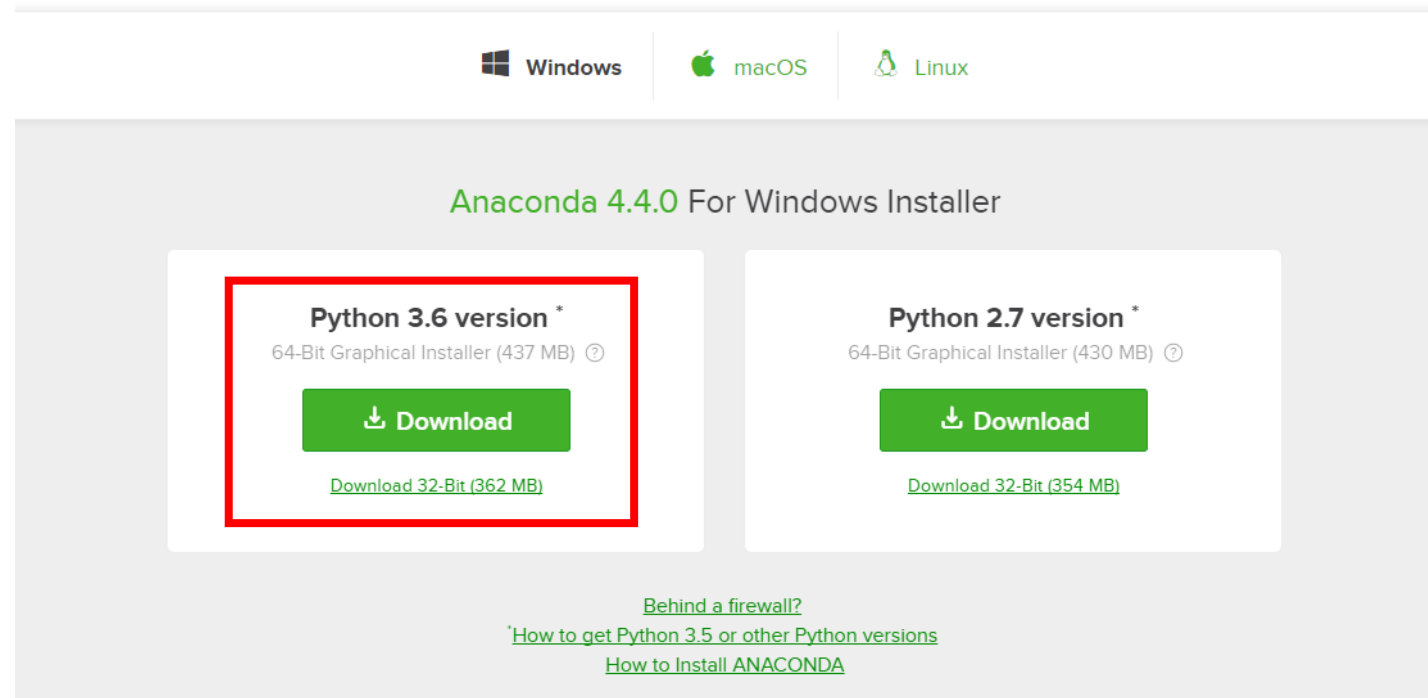 Windows macOS Linux
Anaconda 4.4.0 For Windows Installer
Python 3.6 version *
64-Bit Graphical Installer (437 MB) ?
Download
Download 32-Bit (362 MB)
Python 2.7 version *
64-Bit Graphical Installer (430 MB) ?
Download
Download 32-Bit (354 MB)
Behind a firewall?
*How to get Python 3.5 or other Python versions
How to Install ANACONDA